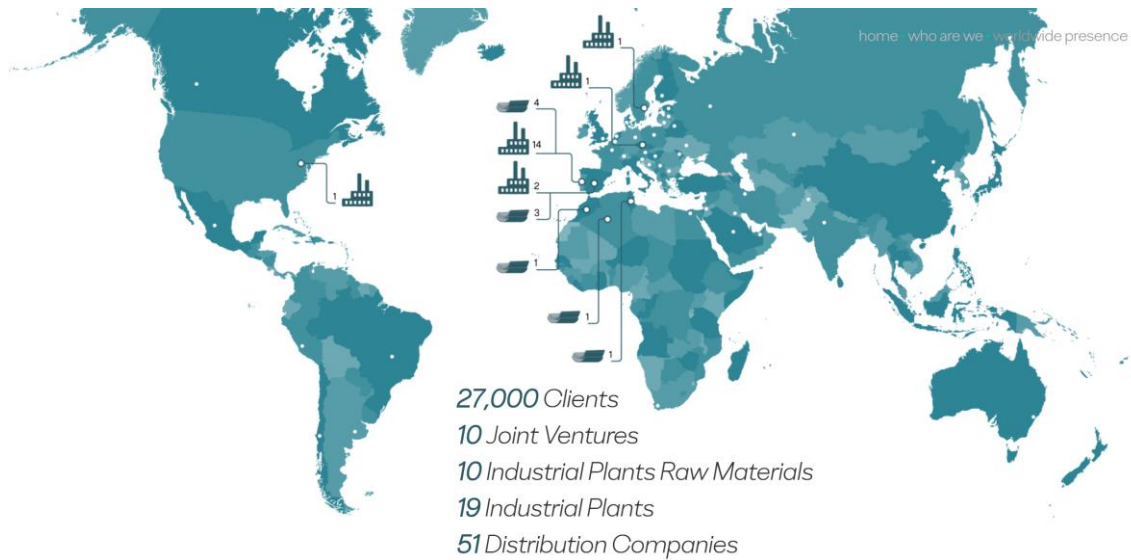 home · who are we · worldwide presence
1
1
4
14
2
3
1
1
1
1
27,000 Clients
10 Joint Ventures
10 Industrial Plants Raw Materials
19 Industrial Plants
51 Distribution Companies